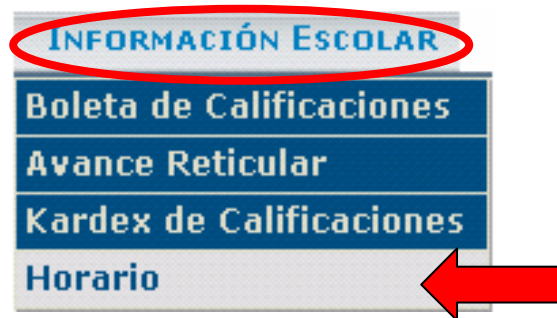 INFORMACIÓN ESCOLAR
Boleta de Calificaciones
Avance Reticular
Kardex de Calificaciones
Horario